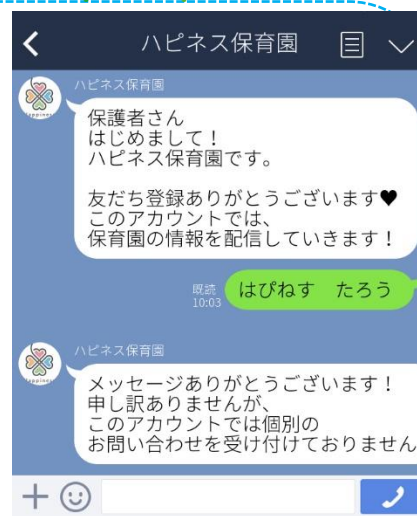 ハピネス保育園
ハピネス保育園
保護者さん
はじめまして！
ハピネス保育園です。
友だち登録ありがとうございます♥
このアカウントでは、
保育園の情報を配信していきます！
既読
10:03
はぴねす　たろう
ハピネス保育園
メッセージありがとうございます！
申し訳ありませんが、
このアカウントでは個別の
お問い合わせを受け付けておりません